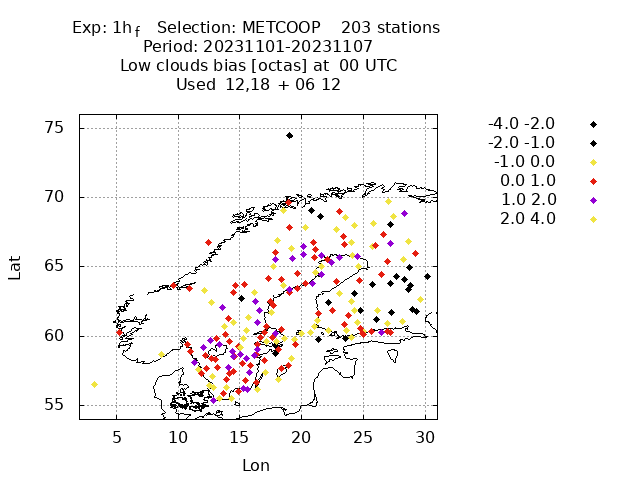 Exp: 1h_f   Selection: METCOOP    203 stations
Period: 20231101-20231107
Low clouds bias [octas] at  00 UTC
Used  12,18 + 06 12
75
70
65
60
55
5 10 15 20 25 30
Lat
Lon
-4.0 -2.0
-2.0 -1.0
-1.0 0.0
0.0 1.0
1.0 2.0
2.0 4.0